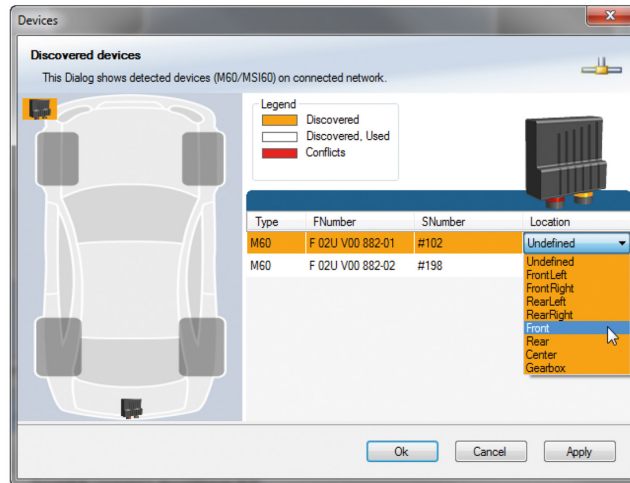 Devices
Discovered devices
This Dialog shows detected devices (M60/MSI60) on connected network.
Legend
Discovered
Discovered, Used
Conflicts
Type FNumber SNumber Location
M60 F 02U V00 882-01 #102 Undefined
M60 F 02U V00 882-02 #198
Undefined
FrontLeft
FrontRight
RearLeft
RearRight
Front
Rear
Center
Gearbox
Ok Cancel Apply